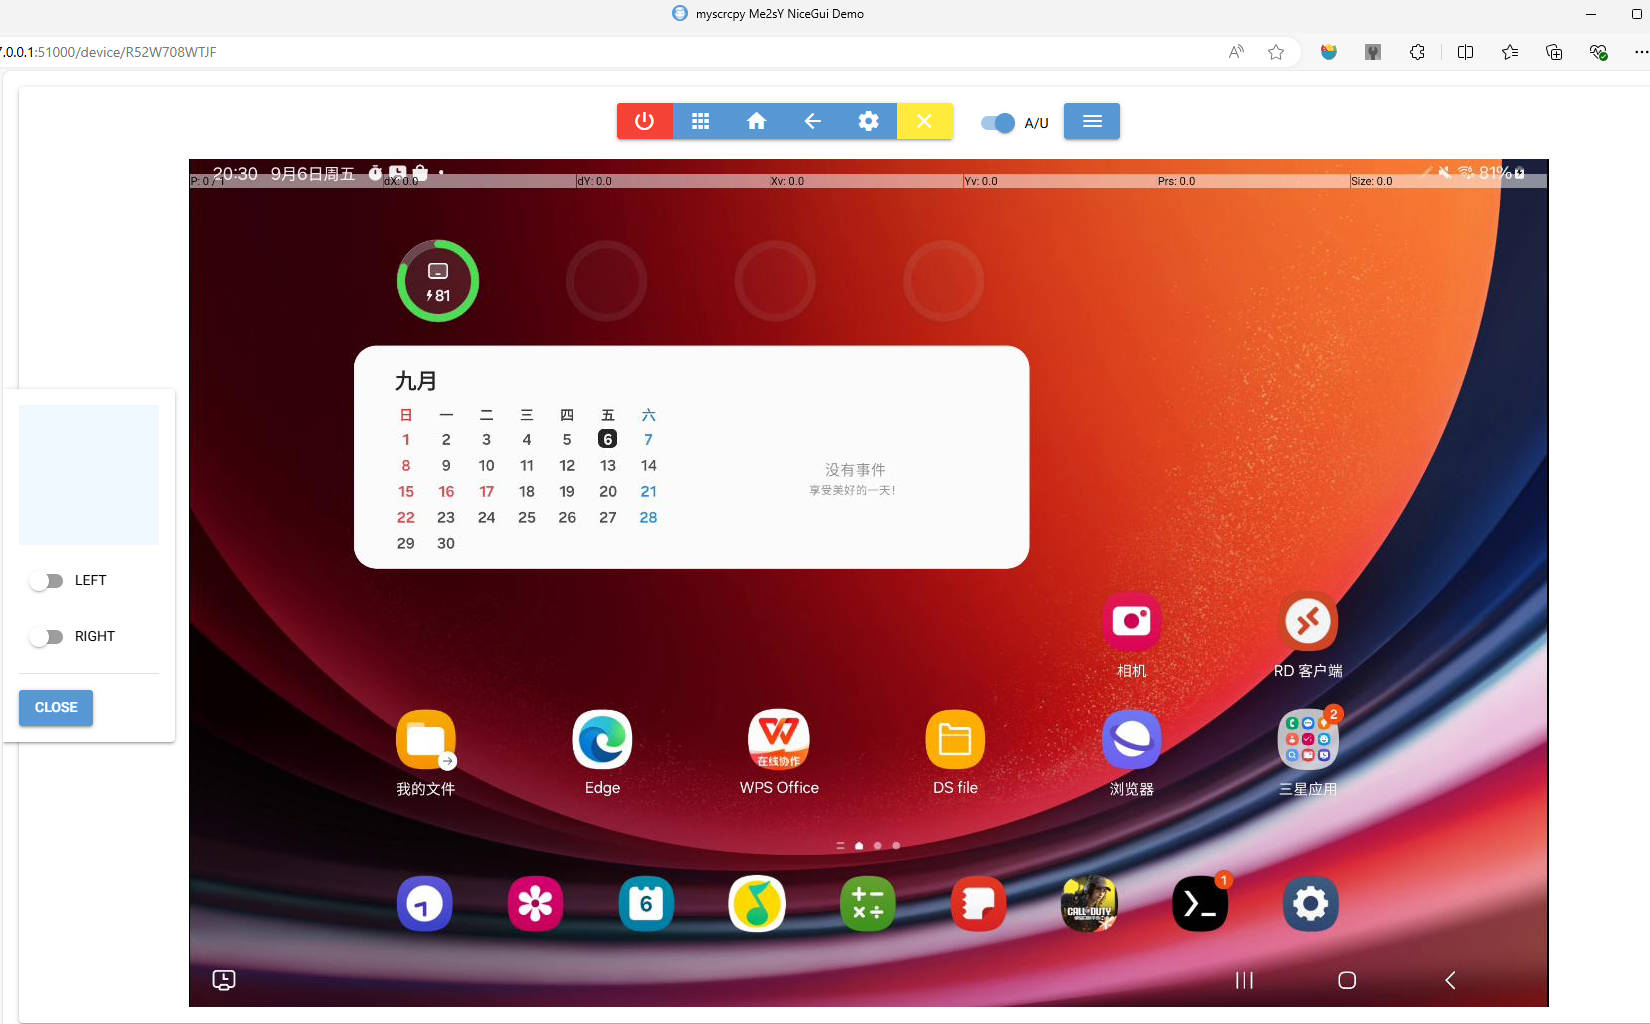 myscrcpy Me2sY NiceGui Demo
7.0.0.1:51000/device/R52W708WTJF
A/U
20:30 9月6日周五 81%
P: 0 / 1 dX: 0.0 dY: 0.0 Xv: 0.0 Yv: 0.0 Prs: 0.0 Size: 0.0
81
九月
日 一 二 三 四 五 六
1 2 3 4 5 6 7
8 9 10 11 12 13 14
15 16 17 18 19 20 21
22 23 24 25 26 27 28
29 30
没有事件
享受美好的一天!
LEFT
RIGHT
CLOSE
相机 RD 客户端
在线协作
2
我的文件 Edge WPS Office DS file 浏览器 三星应用
6
CALL OF DUTY
1